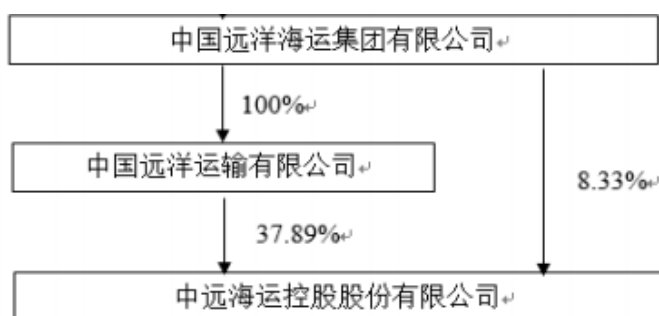 中国远洋海运集团有限公司
100%
中国远洋运输有限公司
8.33%
37.89%
中远海运控股股份有限公司